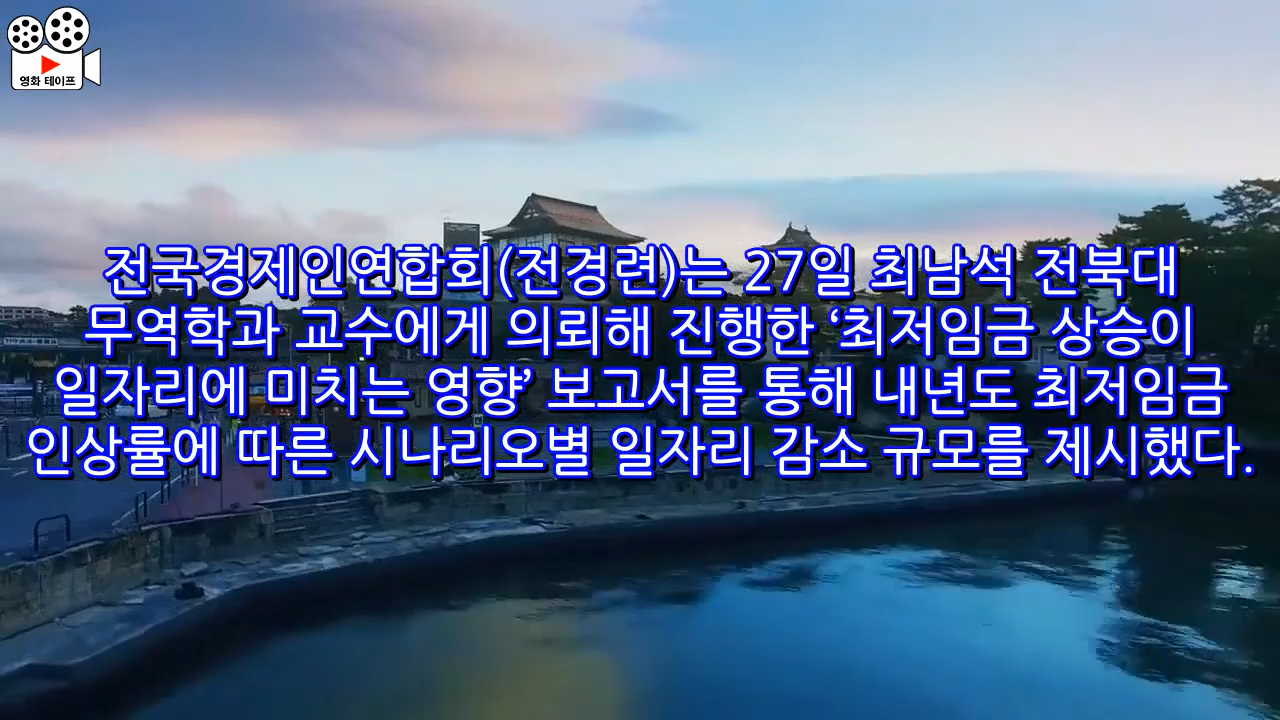 영화 테이프
전국경제인연합회(전경련)는 27일 최남석 전북대
무역학과 교수에게 의뢰해 진행한 ‘최저임금 상승이
일자리에 미치는 영향’ 보고서를 통해 내년도 최저임금
인상률에 따른 시나리오별 일자리 감소 규모를 제시했다.